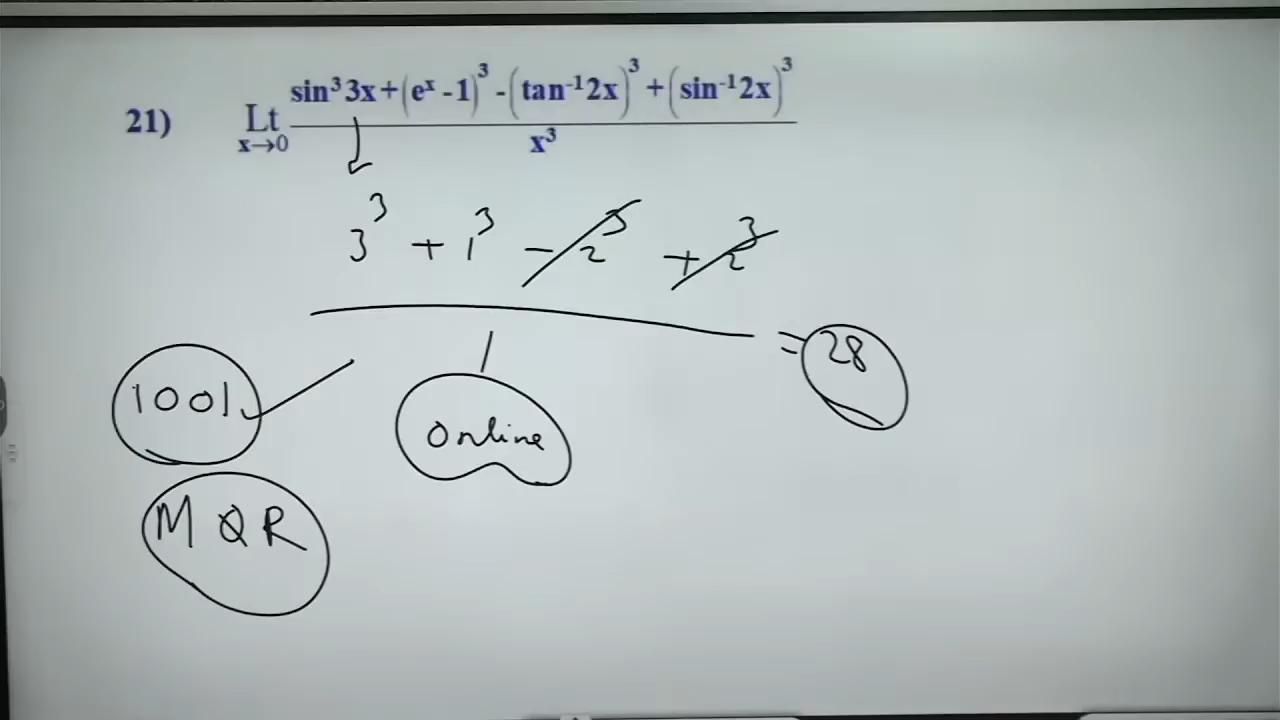 21) Lt x→0 sin³3x+(eˣ-1)³-(tan⁻¹2x)³+(sin⁻¹2x)³
x³
3³ + 1³ - 2³ + 2³
= 28
1001
online
MQR